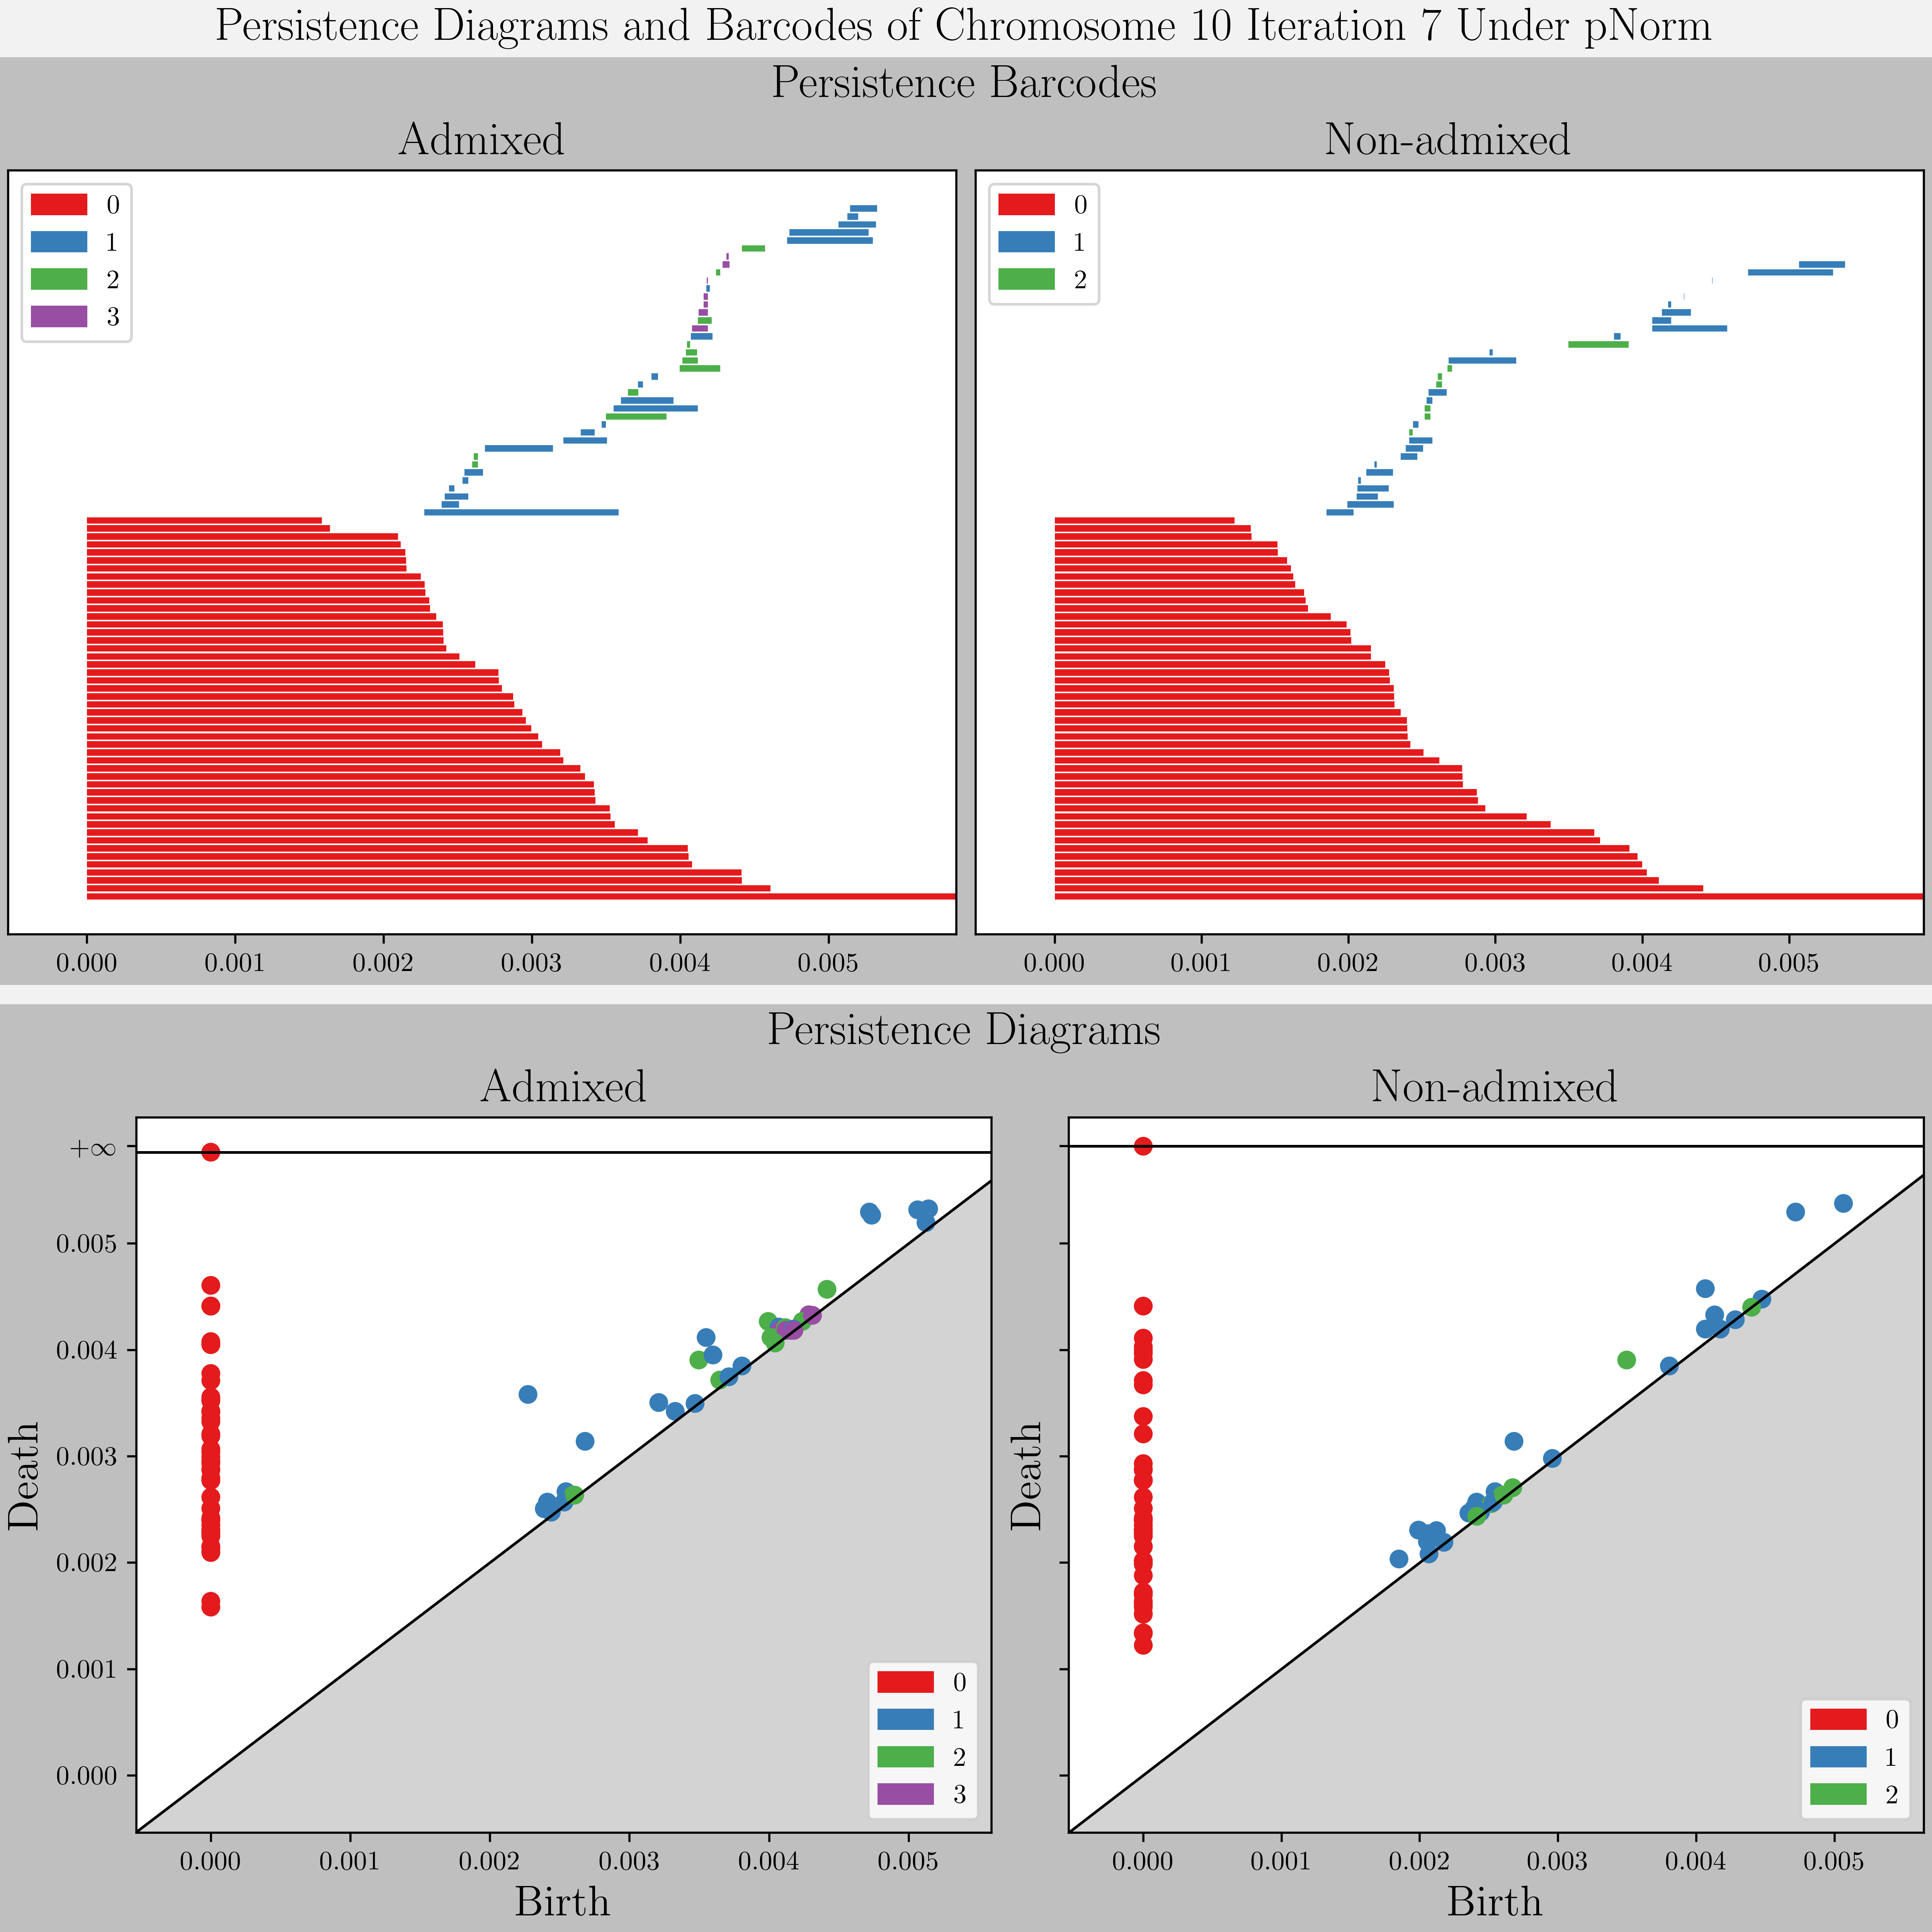 Persistence Diagrams and Barcodes of Chromosome 10 Iteration 7 Under pNorm
Persistence Barcodes
Admixed
Non-admixed
0
1
2
3
0
1
2
0.000 0.001 0.002 0.003 0.004 0.005
0.000 0.001 0.002 0.003 0.004 0.005
Persistence Diagrams
Admixed
Non-admixed
+∞
0.005
0.004
0.003
0.002
0.001
0.000
Death
0
1
2
3
0.000 0.001 0.002 0.003 0.004 0.005
Birth
Death
0
1
2
0.000 0.001 0.002 0.003 0.004 0.005
Birth